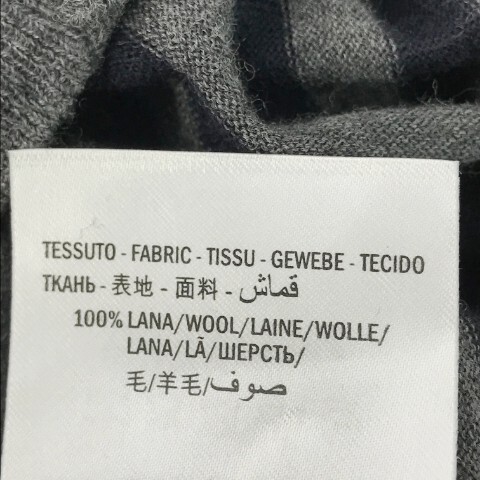 TESSUTO - FABRIC - TISSU - GEWEBE - TECIDO
ТКАНЬ - 表地 - 面料 - قماش
100% LANA/WOOL/LAINE/WOLLE/
LANA/LÃ/ШЕРСТЬ/
毛/羊毛/صوف